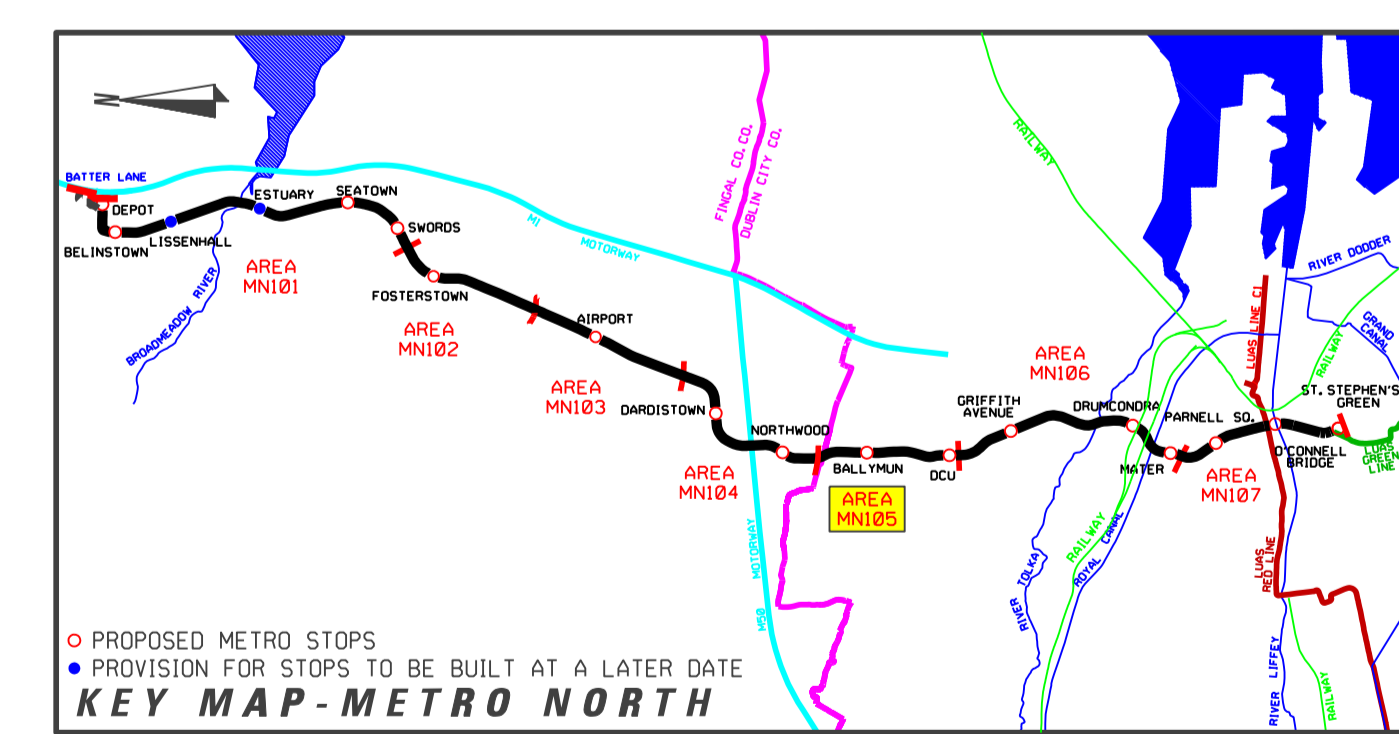 BATTER LANE
DEPOT
BELINSTOWN
LISSENHALL
ESTUARY
SEATOWN
SWORDS
BROADMEADOW RIVER
AREA
MN101
FOSTERSTOWN
AREA
MN102
AIRPORT
AREA
MN103
M1
MOTORWAY
FINGAL CO. CO.
DUBLIN CITY CO.
DARDISTOWN
NORTHWOOD
AREA
MN104
MOTORWAY
M50
BALLYMUN
AREA
MN105
DCU
GRIFFITH
AVENUE
AREA
MN106
DRUMCONDRA
MATER
PARNELL SQ.
AREA
MN107
O'CONNELL
BRIDGE
ST. STEPHEN'S
GREEN
LUAS
GREEN
LINE
RAILWAY
RIVER DODDER
GRAND
CANAL
RAILWAY
LUAS LINE C1
RIVER TOLKA
RAILWAY
ROYAL CANAL
LUAS
RED LINE
RIVER LIFFEY
RAILWAY
PROPOSED METRO STOPS
PROVISION FOR STOPS TO BE BUILT AT A LATER DATE
KEY MAP-METRO NORTH